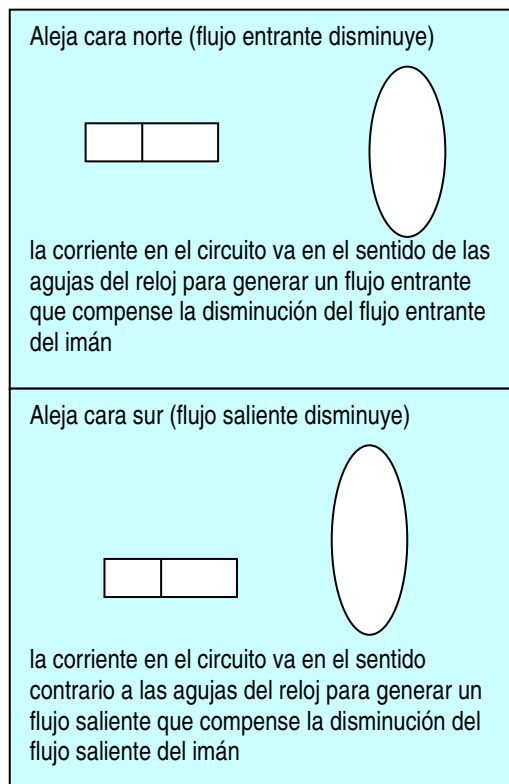 Aleja cara norte (flujo entrante disminuye)
la corriente en el circuito va en el sentido de las
agujas del reloj para generar un flujo entrante
que compense la disminución del flujo entrante
del imán
Aleja cara sur (flujo saliente disminuye)
la corriente en el circuito va en el sentido
contrario a las agujas del reloj para generar un
flujo saliente que compense la disminución del
flujo saliente del imán